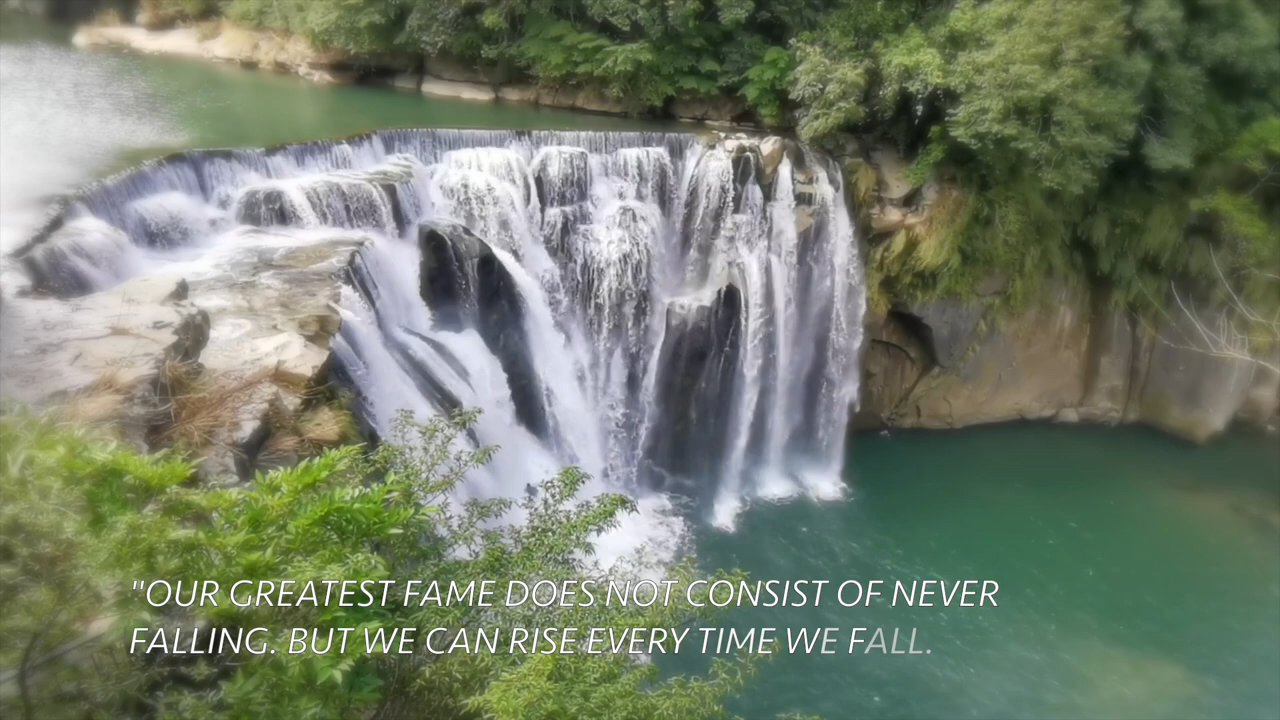 "OUR GREATEST FAME DOES NOT CONSIST OF NEVER
FALLING. BUT WE CAN RISE EVERY TIME WE FALL.